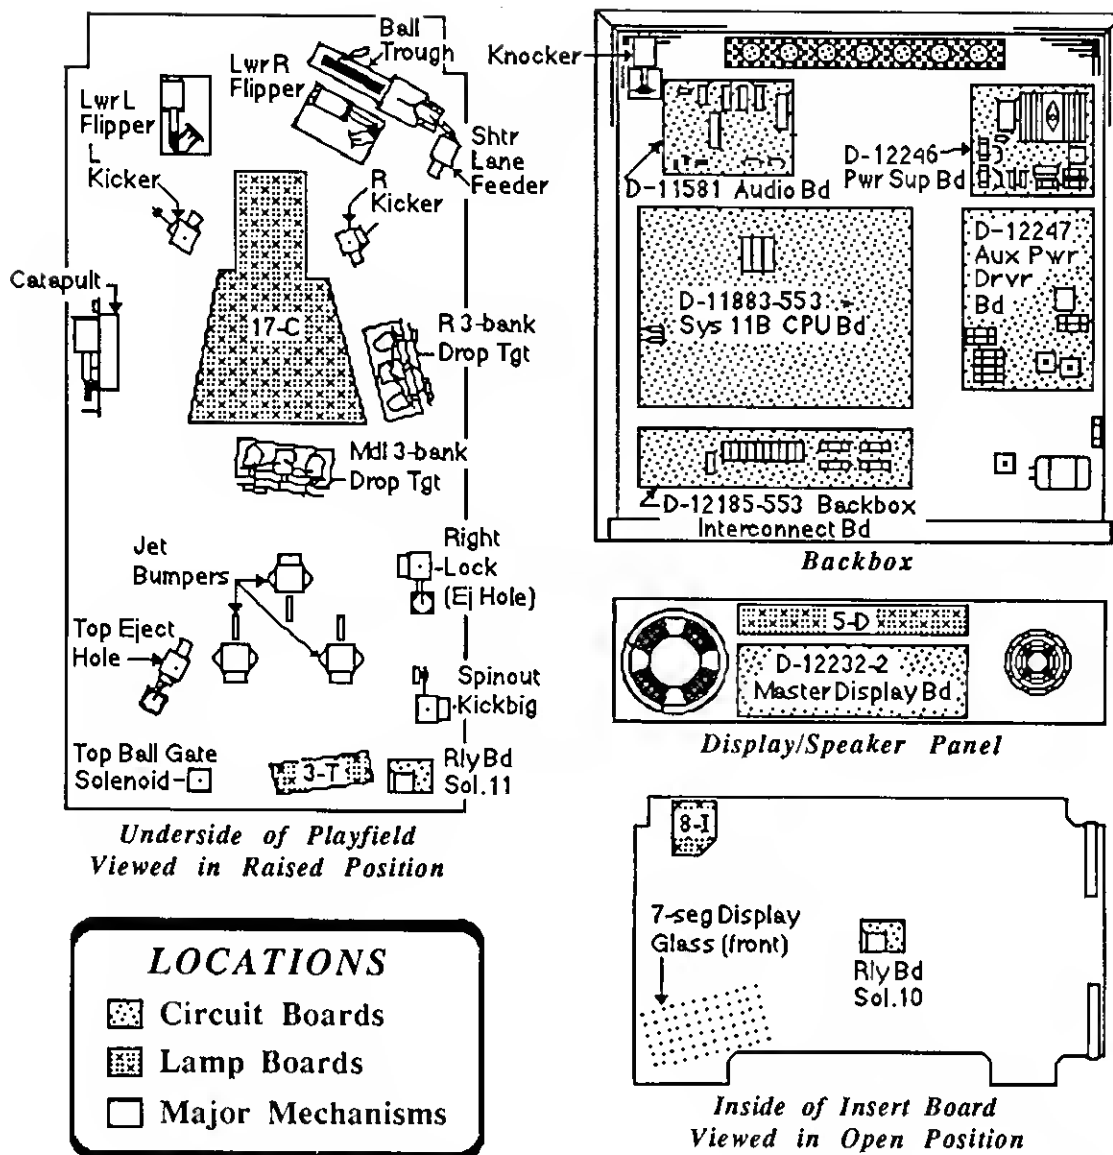 Ball
Trough
Lwr R
Flipper
Lwr L
Flipper
L
Kicker
Shtr
Lane
Feeder
R
Kicker
Catapult
17-C
R 3-bank
Drop Tgt
Mdl 3-bank
Drop Tgt
Jet
Bumpers
Right
Lock
(Ej Hole)
Top Eject
Hole
Spinout
Kickbig
Top Ball Gate
Solenoid
3-T
Rly Bd
Sol.11
Underside of Playfield
Viewed in Raised Position
LOCATIONS
Circuit Boards
Lamp Boards
Major Mechanisms
Knocker
D-11581 Audio Bd
D-12246
Pwr Sup Bd
D-11883-553
Sys 11B CPU Bd
D-12247
Aux Pwr
Drvr
Bd
D-12185-553 Backbox
Interconnect Bd
Backbox
5-D
D-12232-2
Master Display Bd
Display/Speaker Panel
8-I
7-seg Display
Glass (front)
Rly Bd
Sol.10
Inside of Insert Board
Viewed in Open Position